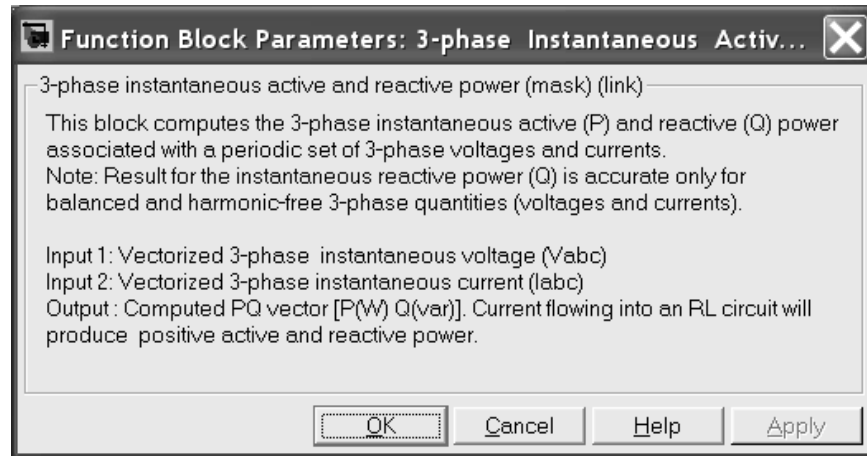 Function Block Parameters: 3-phase Instantaneous Activ...
3-phase instantaneous active and reactive power (mask) (link)
This block computes the 3-phase instantaneous active (P) and reactive (Q) power
associated with a periodic set of 3-phase voltages and currents.
Note: Result for the instantaneous reactive power (Q) is accurate only for
balanced and harmonic-free 3-phase quantities (voltages and currents).
Input 1: Vectorized 3-phase instantaneous voltage (Vabc)
Input 2: Vectorized 3-phase instantaneous current (Iabc)
Output : Computed PQ vector [P(W) Q(var)]. Current flowing into an RL circuit will
produce positive active and reactive power.
OK Cancel Help Apply